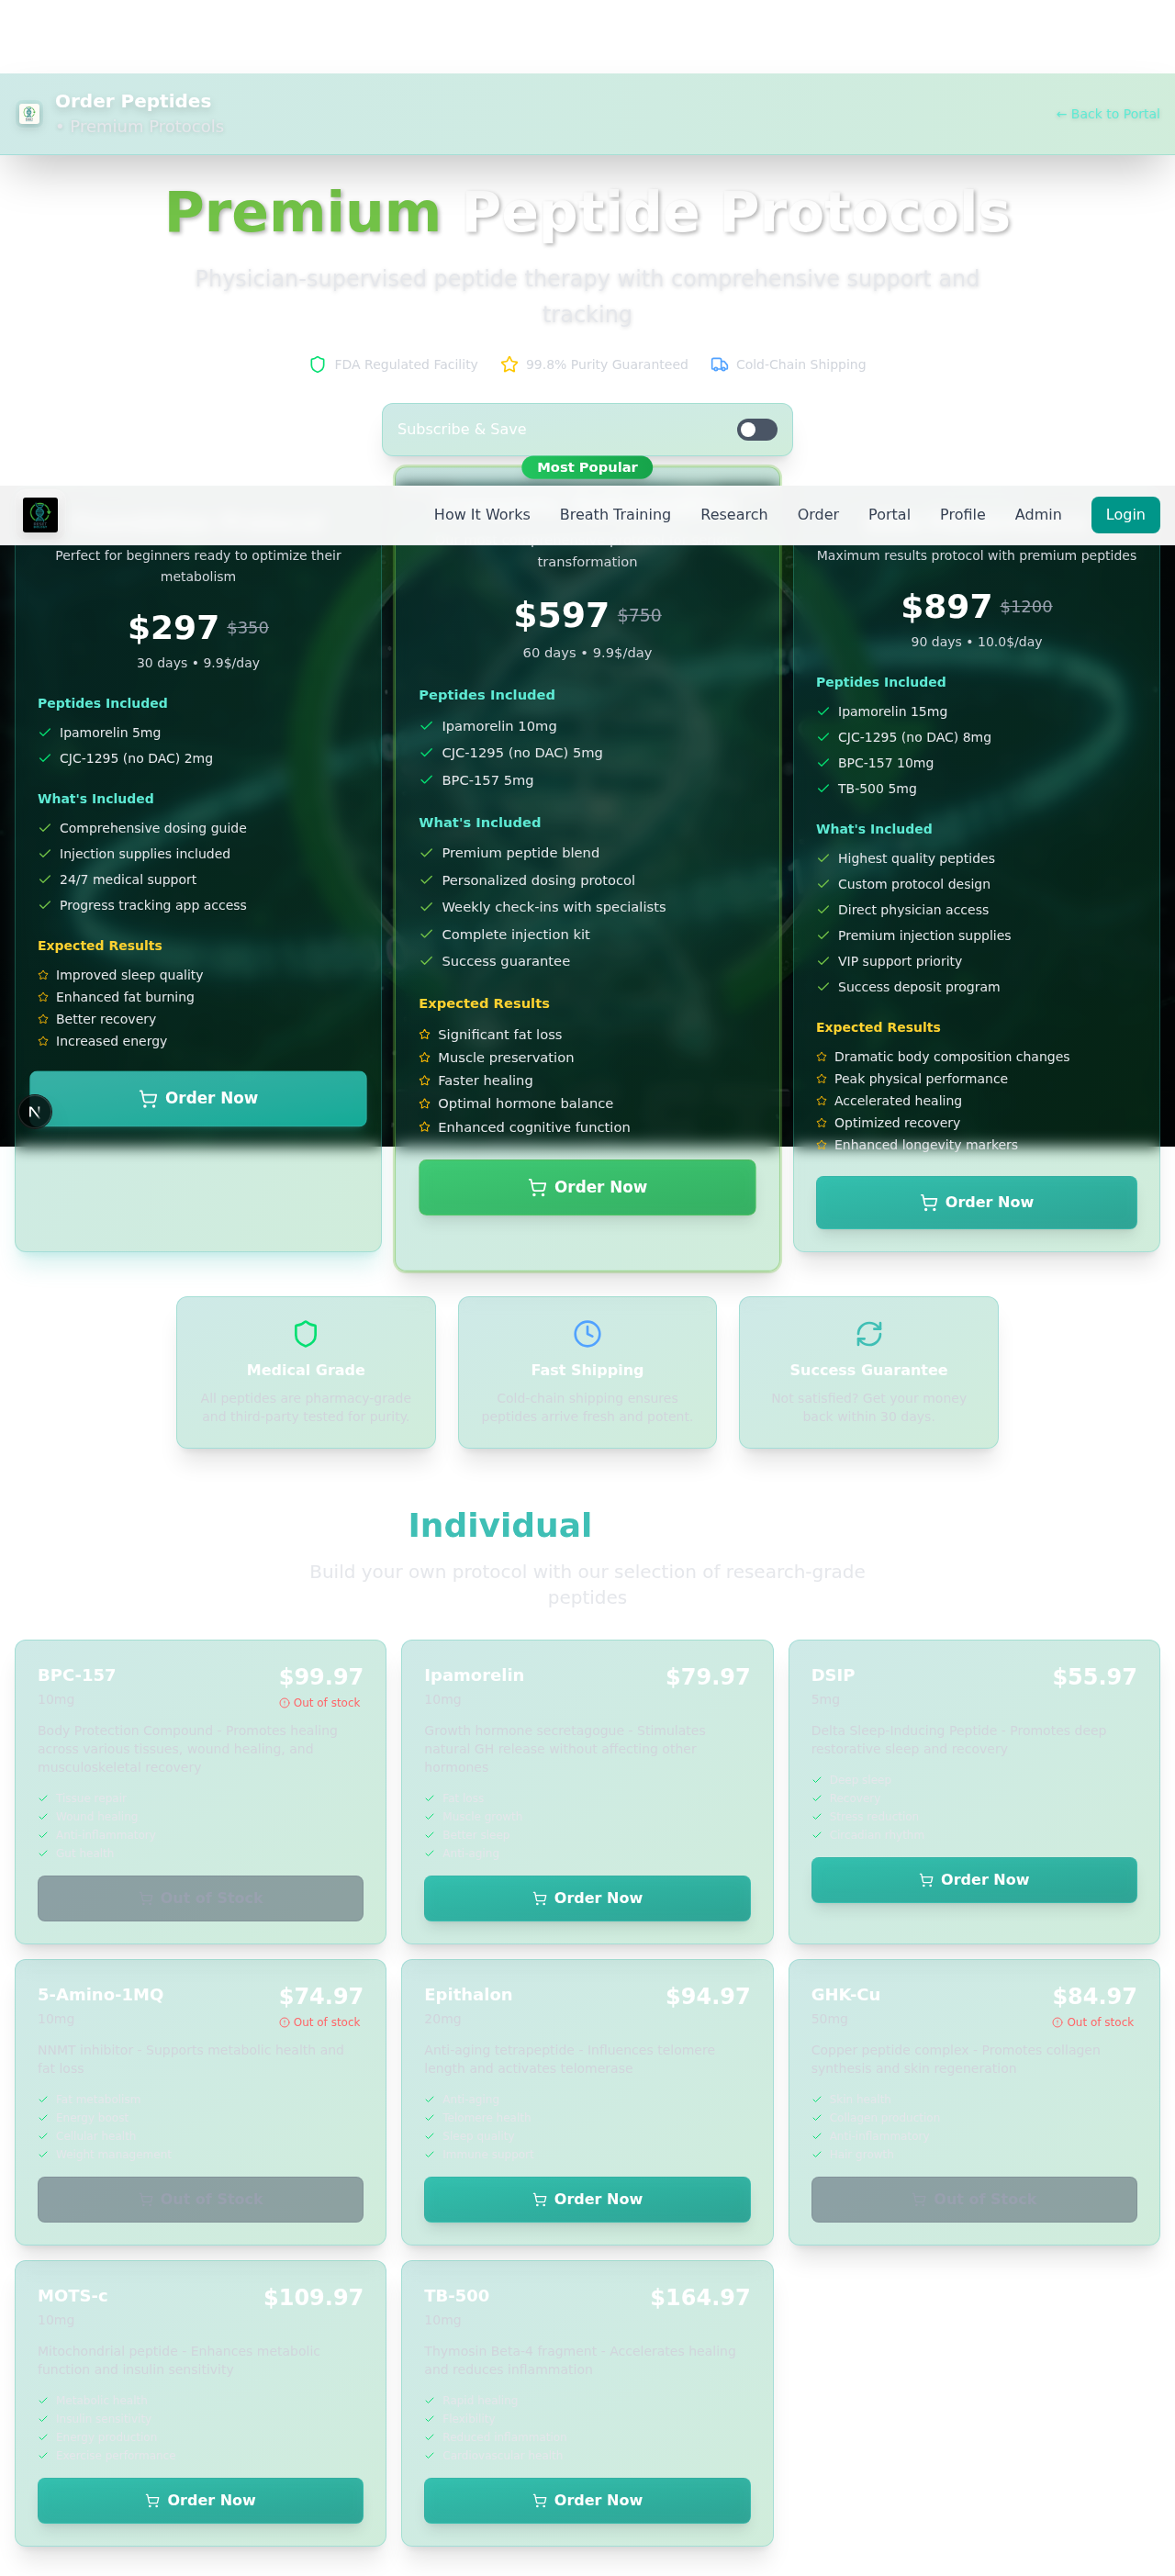 Order Peptides
• Premium Protocols
← Back to Portal
Premium Peptide Protocols
Physician-supervised peptide therapy with comprehensive support and
tracking
FDA Regulated Facility
99.8% Purity Guaranteed
Cold-Chain Shipping
Subscribe & Save
Most Popular
How It Works
Breath Training
Research
Order
Portal
Profile
Admin
Login
Perfect for beginners ready to optimize their
metabolism
$297 $350
30 days • 9.9$/day
Peptides Included
Ipamorelin 5mg
CJC-1295 (no DAC) 2mg
What's Included
Comprehensive dosing guide
Injection supplies included
24/7 medical support
Progress tracking app access
Expected Results
Improved sleep quality
Enhanced fat burning
Better recovery
Increased energy
Order Now
N
transformation
$597 $750
60 days • 9.9$/day
Peptides Included
Ipamorelin 10mg
CJC-1295 (no DAC) 5mg
BPC-157 5mg
What's Included
Premium peptide blend
Personalized dosing protocol
Weekly check-ins with specialists
Complete injection kit
Success guarantee
Expected Results
Significant fat loss
Muscle preservation
Faster healing
Optimal hormone balance
Enhanced cognitive function
Order Now
Maximum results protocol with premium peptides
$897 $1200
90 days • 10.0$/day
Peptides Included
Ipamorelin 15mg
CJC-1295 (no DAC) 8mg
BPC-157 10mg
TB-500 5mg
What's Included
Highest quality peptides
Custom protocol design
Direct physician access
Premium injection supplies
VIP support priority
Success deposit program
Expected Results
Dramatic body composition changes
Peak physical performance
Accelerated healing
Optimized recovery
Enhanced longevity markers
Order Now
Medical Grade
All peptides are pharmacy-grade
and third-party tested for purity.
Fast Shipping
Cold-chain shipping ensures
peptides arrive fresh and potent.
Success Guarantee
Not satisfied? Get your money
back within 30 days.
Individual
Build your own protocol with our selection of research-grade
peptides
BPC-157
$99.97
10mg
Out of stock
Body Protection Compound - Promotes healing
across various tissues, wound healing, and
musculoskeletal recovery
Out of Stock
Ipamorelin
$79.97
10mg
Growth hormone secretagogue - Stimulates
natural GH release without affecting other
hormones
Order Now
DSIP
$55.97
5mg
Delta Sleep-Inducing Peptide - Promotes deep
restorative sleep and recovery
Order Now
5-Amino-1MQ
$74.97
10mg
Out of stock
NNMT inhibitor - Supports metabolic health and
fat loss
Out of Stock
Epithalon
$94.97
20mg
Anti-aging tetrapeptide - Influences telomere
length and activates telomerase
Order Now
GHK-Cu
$84.97
50mg
Out of stock
Copper peptide complex - Promotes collagen
synthesis and skin regeneration
Out of Stock
MOTS-c
$109.97
10mg
Mitochondrial peptide - Enhances metabolic
function and insulin sensitivity
Order Now
TB-500
$164.97
10mg
Thymosin Beta-4 fragment - Accelerates healing
and reduces inflammation
Order Now